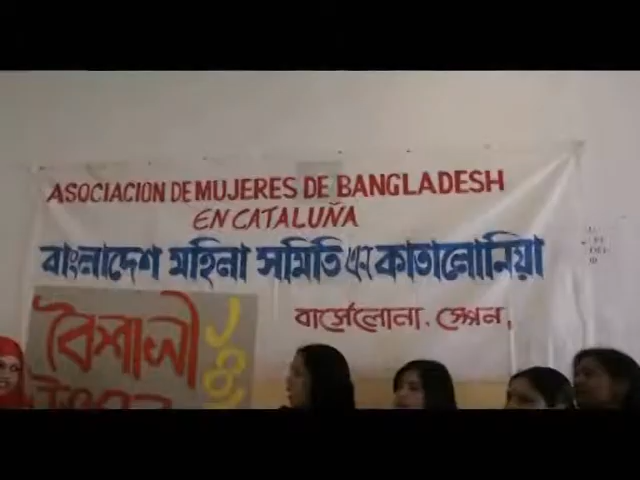 ASOCIACION DE MUJERES DE BANGLADESH
EN CATALUÑA
বাংলাদেশ মহিলা সমিতি এন কাতালোনিয়া
বার্সেলোনা. স্পেন,
বৈশাখী